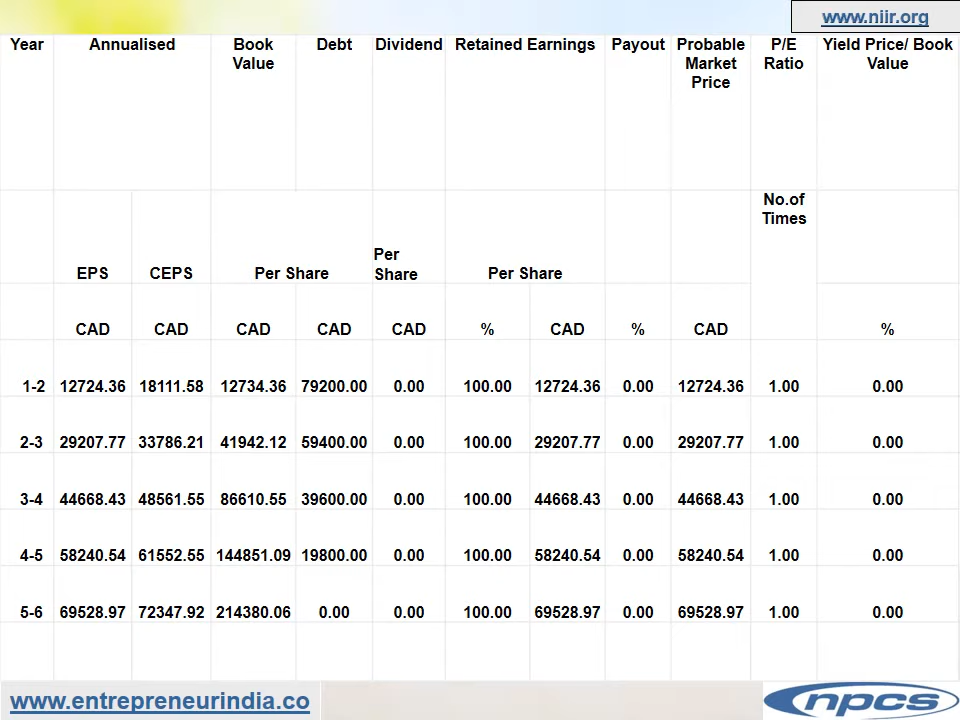 www.niir.org
Year Annualised Book Value Debt Dividend Retained Earnings Payout Probable Market Price P/E Ratio Yield Price/ Book Value
No.of Times
EPS CEPS Per Share Per Share Per Share
CAD CAD CAD CAD CAD % CAD % CAD %
1-2 12724.36 18111.58 12734.36 79200.00 0.00 100.00 12724.36 0.00 12724.36 1.00 0.00
2-3 29207.77 33786.21 41942.12 59400.00 0.00 100.00 29207.77 0.00 29207.77 1.00 0.00
3-4 44668.43 48561.55 86610.55 39600.00 0.00 100.00 44668.43 0.00 44668.43 1.00 0.00
4-5 58240.54 61552.55 144851.09 19800.00 0.00 100.00 58240.54 0.00 58240.54 1.00 0.00
5-6 69528.97 72347.92 214380.06 0.00 0.00 100.00 69528.97 0.00 69528.97 1.00 0.00
www.entrepreneurindia.co
npcs